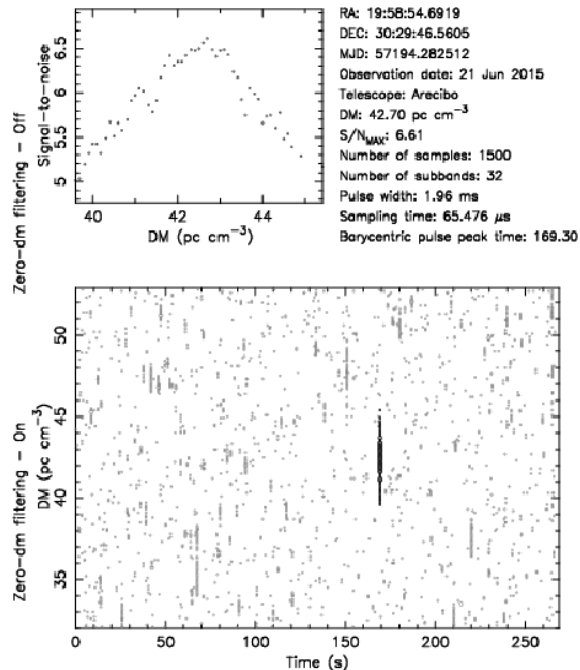 Zero-dm filtering - Off
Signal-to-noise
6.5
6
5.5
5
40
42
44
DM (pc cm⁻³)
RA: 19:58:54.6919
DEC: 30:29:46.5605
MJD: 57194.282512
Observation date: 21 Jun 2015
Telescope: Arecibo
DM: 42.70 pc cm⁻³
S/N_MAX: 6.61
Number of samples: 1500
Number of subbands: 32
Pulse width: 1.96 ms
Sampling time: 65.476 μs
Barycentric pulse peak time: 169.30
Zero-dm filtering - On
DM (pc cm⁻³)
50
45
40
35
0
50
100
150
200
250
Time (s)